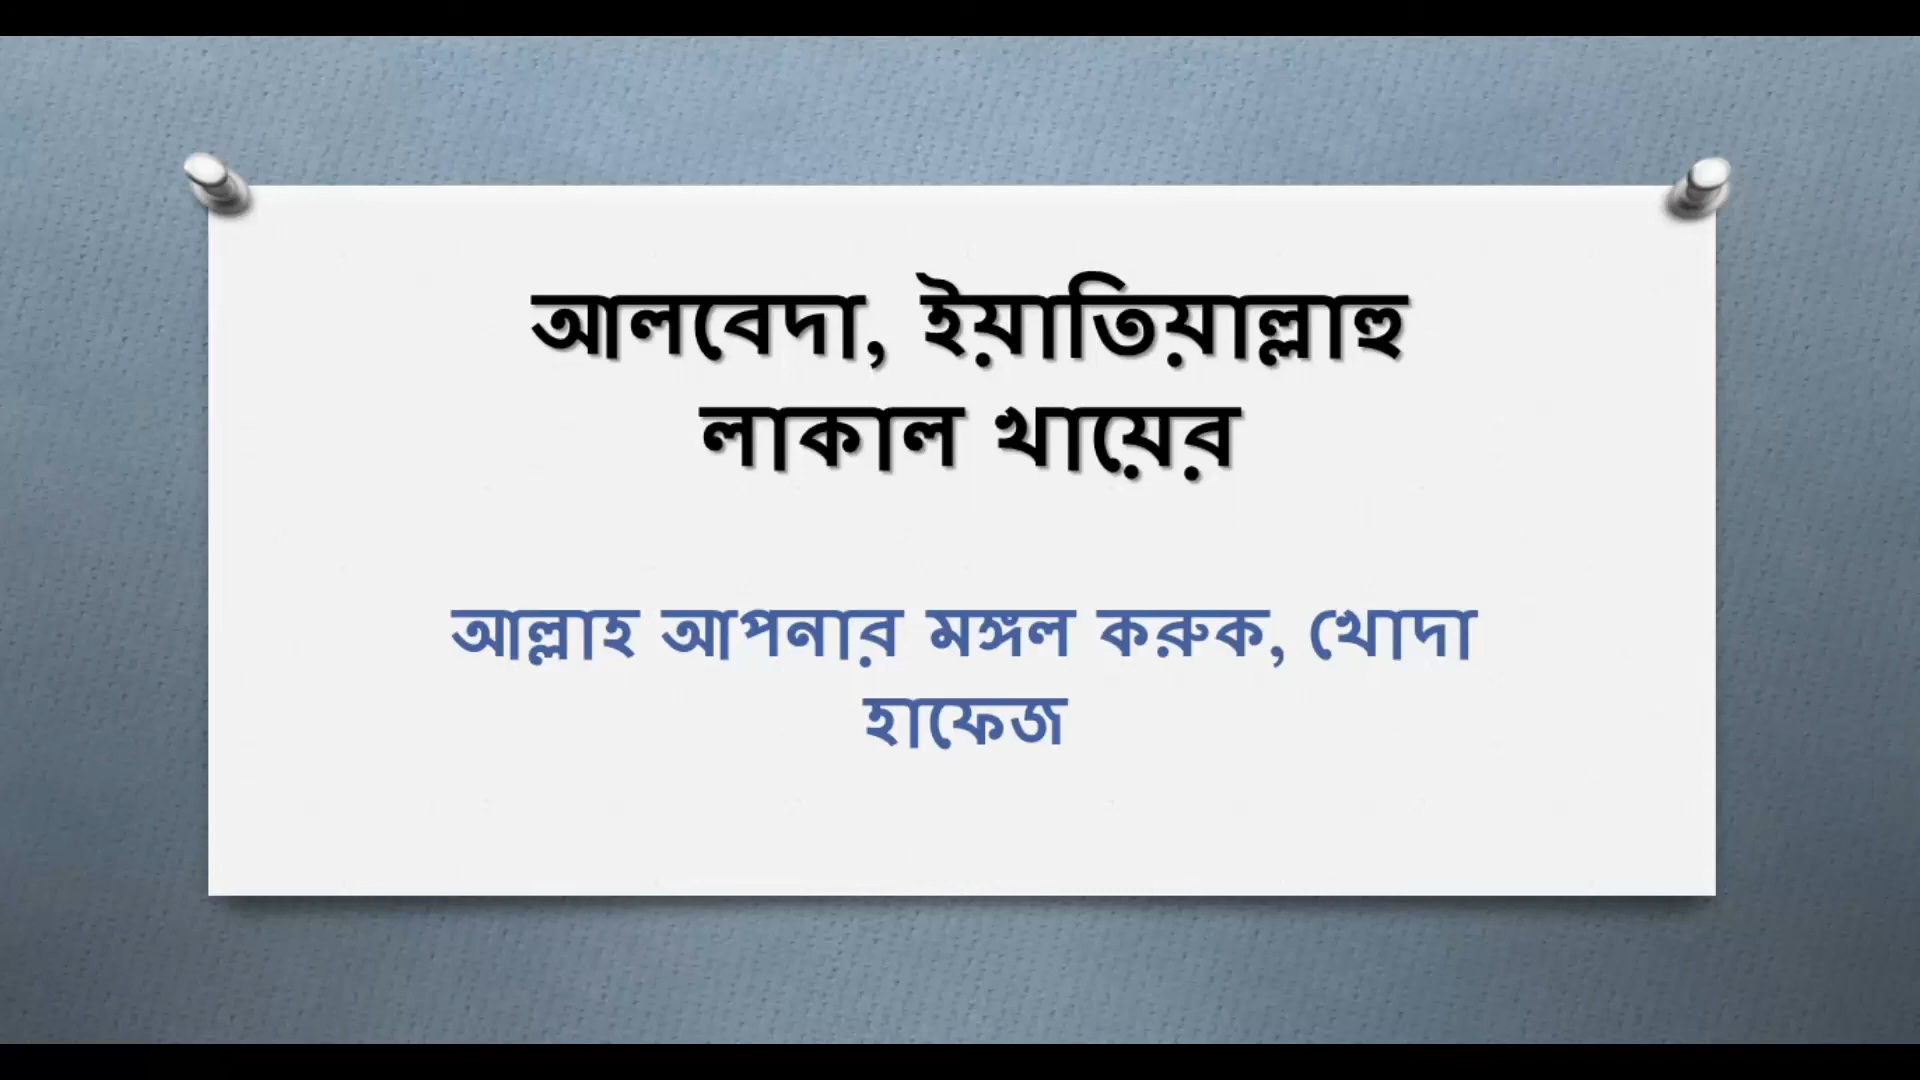 আলবেদা, ইয়াতিয়াল্লাহু
লাকাল খায়ের
আল্লাহ আপনার মঙ্গল করুক, খোদা
হাফেজ